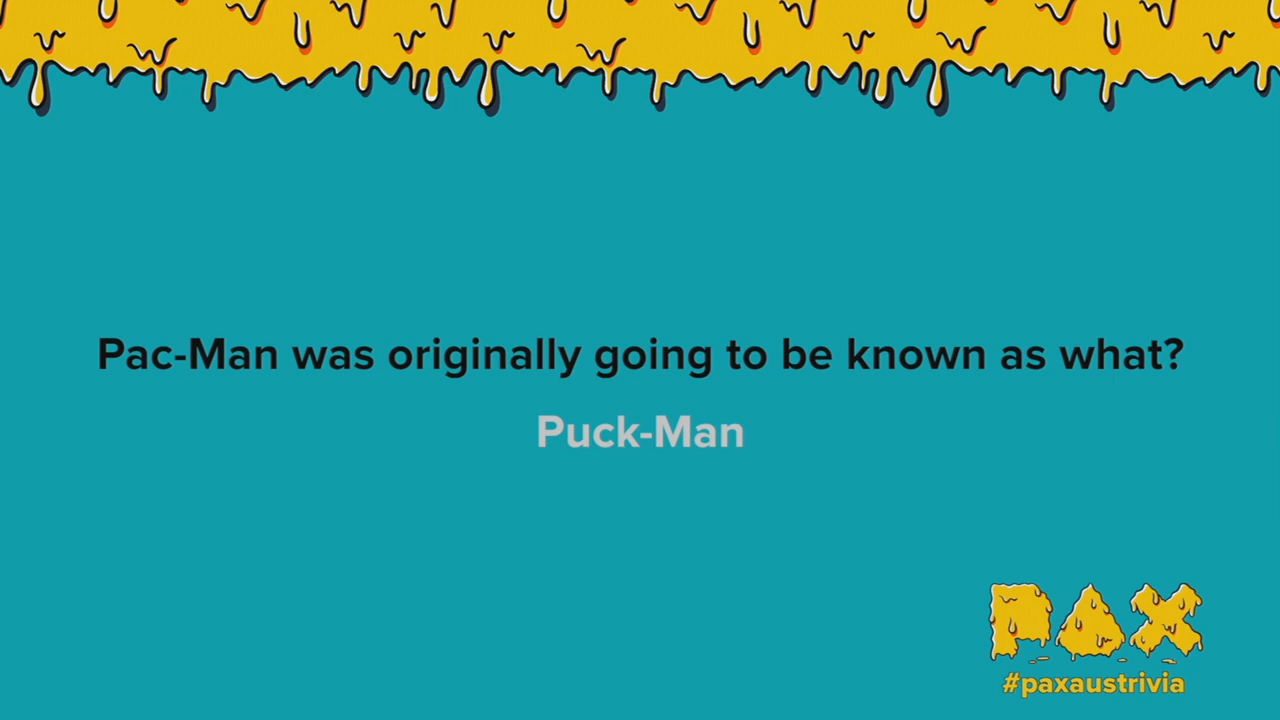 Pac-Man was originally going to be known as what?
Puck-Man
PAX
#paxaustrivia